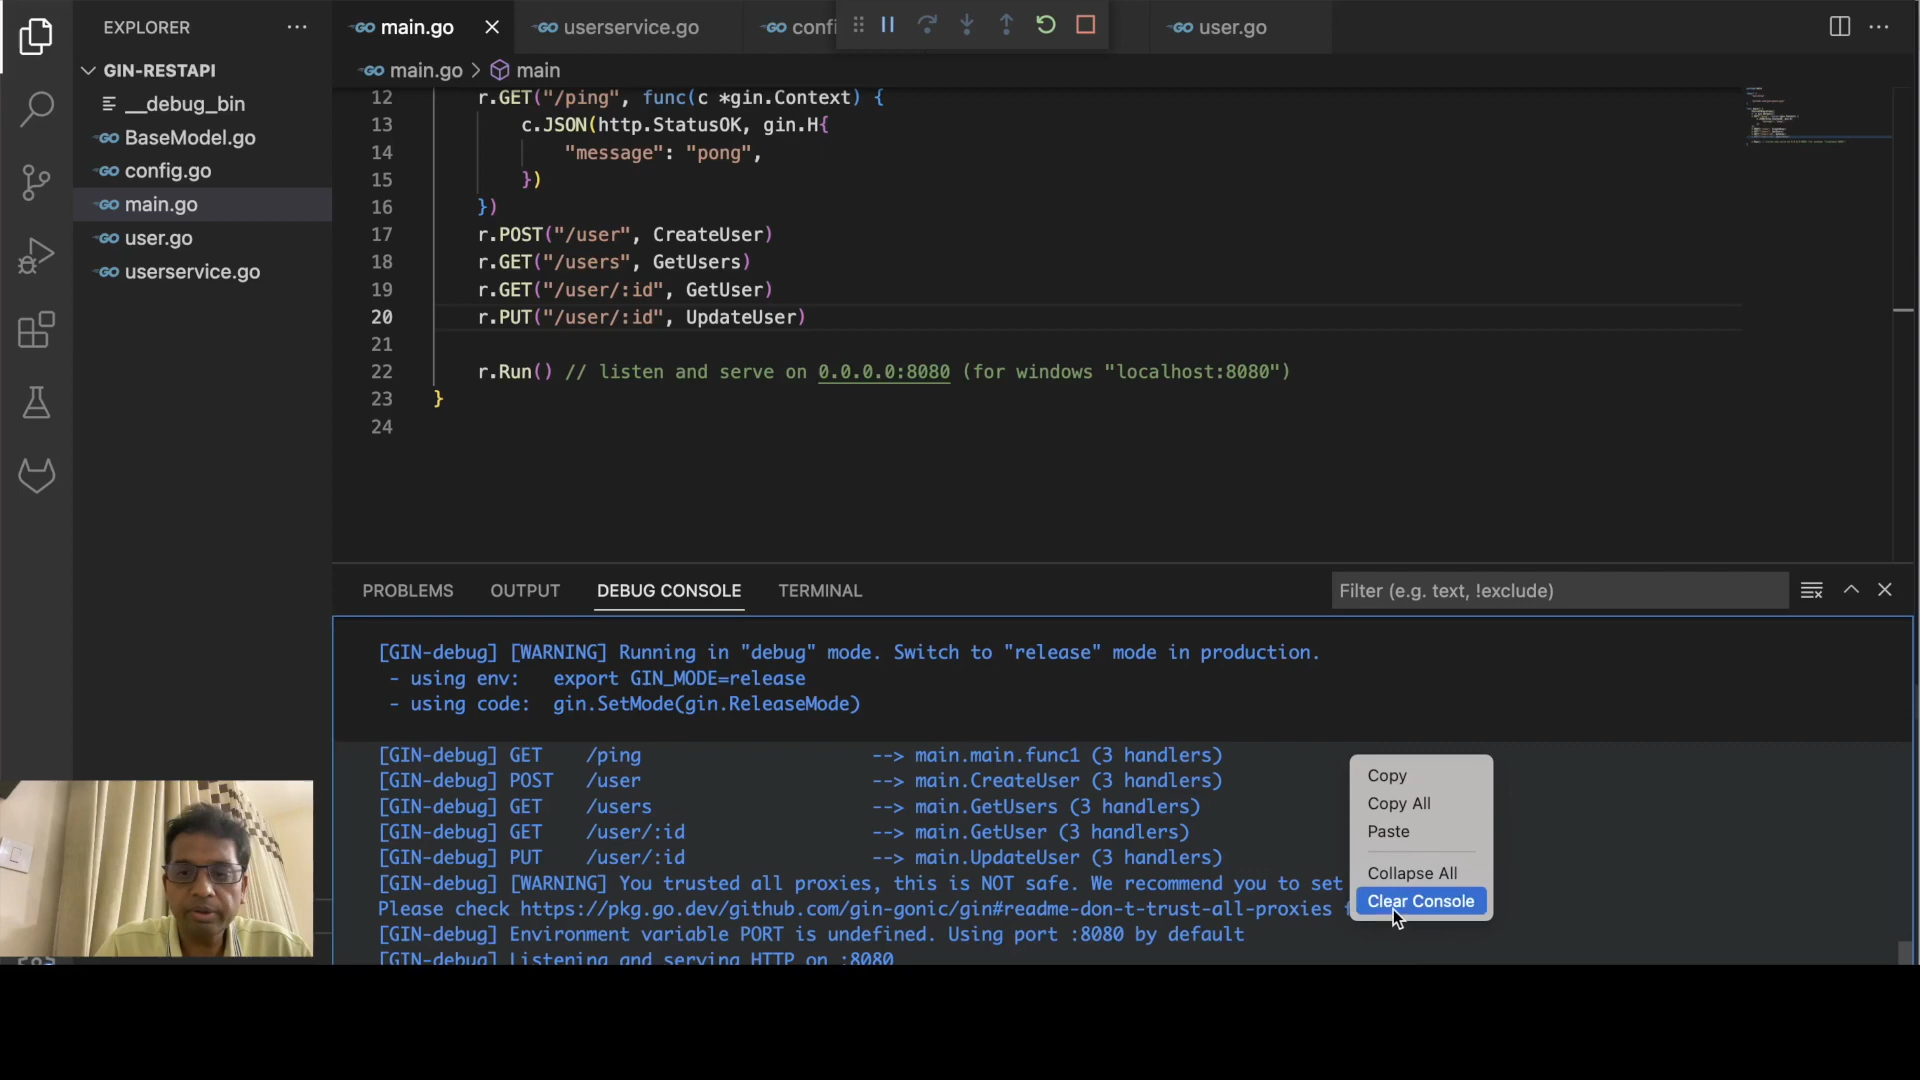 EXPLORER
GIN-RESTAPI
__debug_bin
BaseModel.go
config.go
main.go
user.go
userservice.go
main.go
userservice.go
confi
user.go
main.go > main
12 r.GET("/ping", func(c *gin.Context) {
13 c.JSON(http.StatusOK, gin.H{
14 "message": "pong",
15 })
16 })
17 r.POST("/user", CreateUser)
18 r.GET("/users", GetUsers)
19 r.GET("/user/:id", GetUser)
20 r.PUT("/user/:id", UpdateUser)
21
22 r.Run() // listen and serve on 0.0.0.0:8080 (for windows "localhost:8080")
23 }
24
PROBLEMS OUTPUT DEBUG CONSOLE TERMINAL Filter (e.g. text, !exclude)
[GIN-debug] [WARNING] Running in "debug" mode. Switch to "release" mode in production.
- using env: export GIN_MODE=release
- using code: gin.SetMode(gin.ReleaseMode)
[GIN-debug] GET /ping --> main.main.func1 (3 handlers)
[GIN-debug] POST /user --> main.CreateUser (3 handlers)
[GIN-debug] GET /users --> main.GetUsers (3 handlers)
[GIN-debug] GET /user/:id --> main.GetUser (3 handlers)
[GIN-debug] PUT /user/:id --> main.UpdateUser (3 handlers)
[GIN-debug] [WARNING] You trusted all proxies, this is NOT safe. We recommend you to set
Please check https://pkg.go.dev/github.com/gin-gonic/gin#readme-don-t-trust-all-proxies
[GIN-debug] Environment variable PORT is undefined. Using port :8080 by default
[GIN-debug] Listening and serving HTTP on :8080
Copy
Copy All
Paste
Collapse All
Clear Console